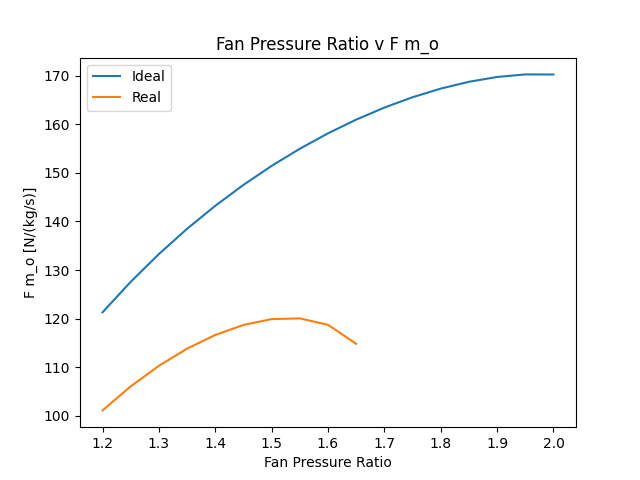 Fan Pressure Ratio v F m_o
Ideal
Real
170
160
150
140
130
120
110
100
F m_o [N/(kg/s)]
1.2 1.3 1.4 1.5 1.6 1.7 1.8 1.9 2.0
Fan Pressure Ratio